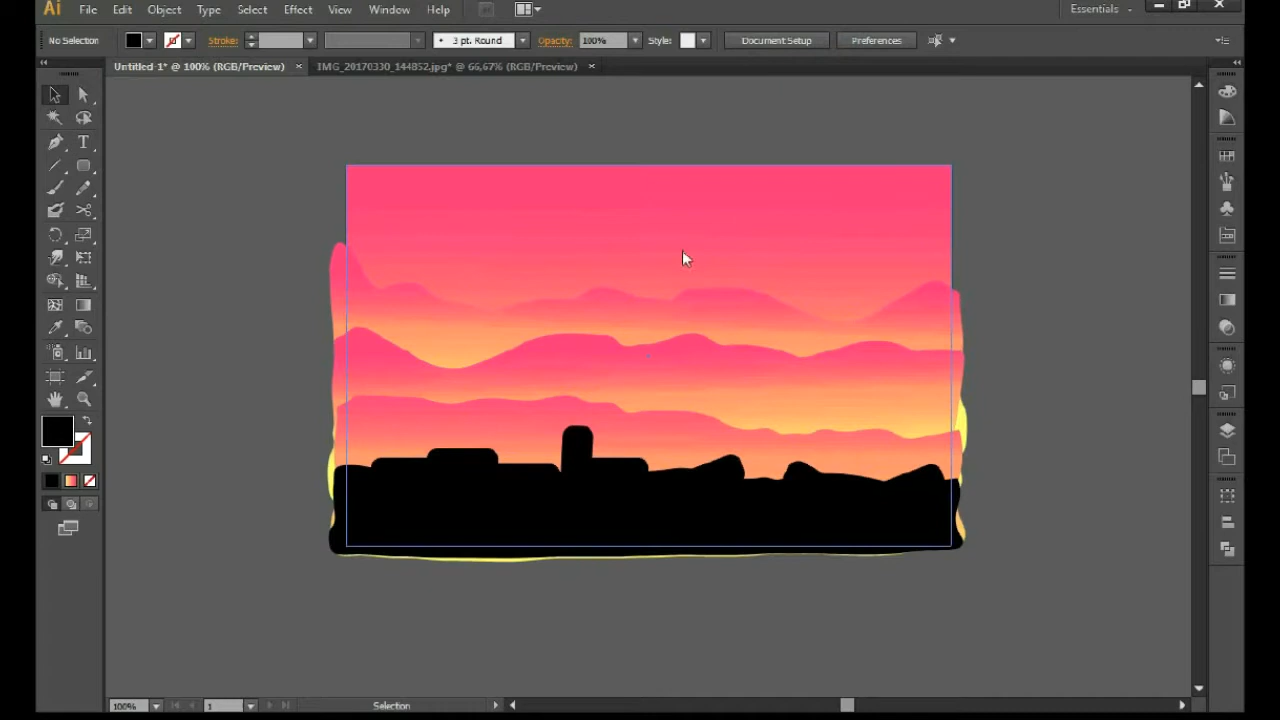 Ai File Edit Object Type Select Effect View Window Help Essentials
No Selection Stroke: 3 pt. Round Opacity: 100% Style: Document Setup Preferences
Untitled-1* @ 100% (RGB/Preview) × IMG_20170330_144852.jpg* @ 66,67% (RGB/Preview) ×
T
100% 1 Selection